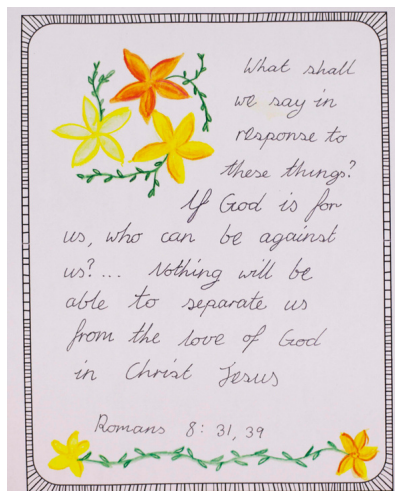 What shall
we say in
response to
these things?
If God is for
us, who can be against
us?... Nothing will be
able to separate us
from the love of God
in Christ Jesus
Romans 8: 31, 39